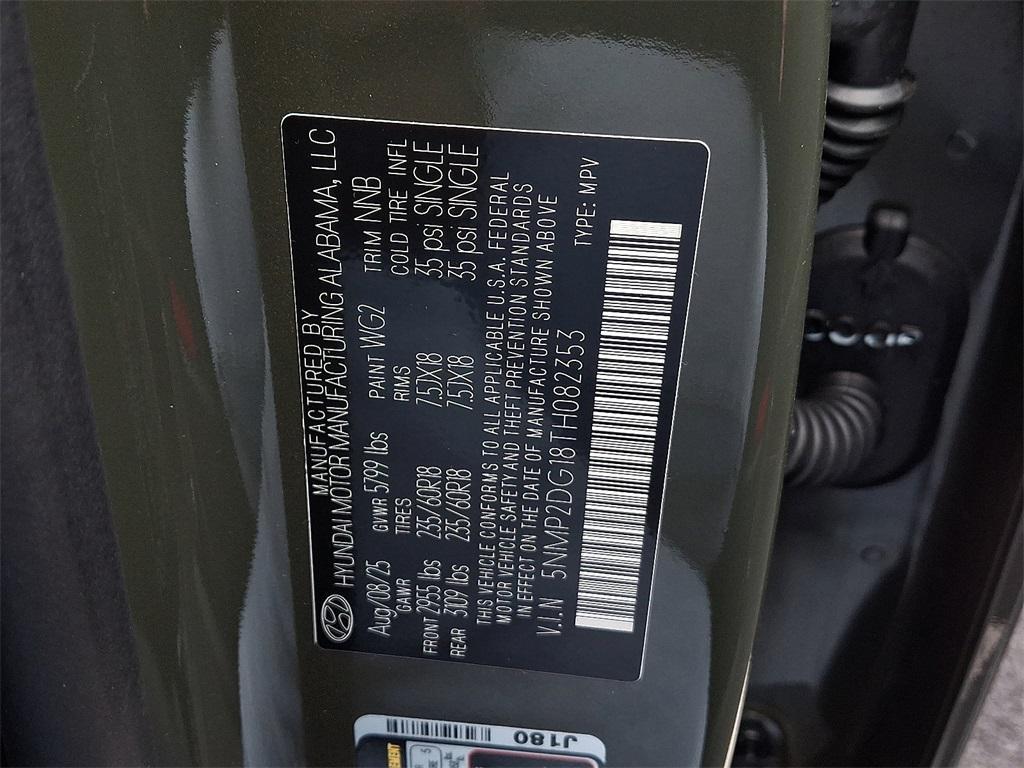 MANUFACTURED BY
HYUNDAI MOTOR MANUFACTURING ALABAMA, LLC
Aug/08/25 GVWR 5799 lbs PAINT WG2 TRIM NNB
GAWR TIRES RIMS COLD TIRE INFL
FRONT 2955 lbs 235/60R18 7.5JX18 35 psi SINGLE
REAR 3109 lbs 235/60R18 7.5JX18 35 psi SINGLE
THIS VEHICLE CONFORMS TO ALL APPLICABLE U.S.A. FEDERAL
MOTOR VEHICLE SAFETY AND THEFT PREVENTION STANDARDS
IN EFFECT ON THE DATE OF MANUFACTURE SHOWN ABOVE
V.I.N 5NMP2DG18TH082353 TYPE: MPV
J180